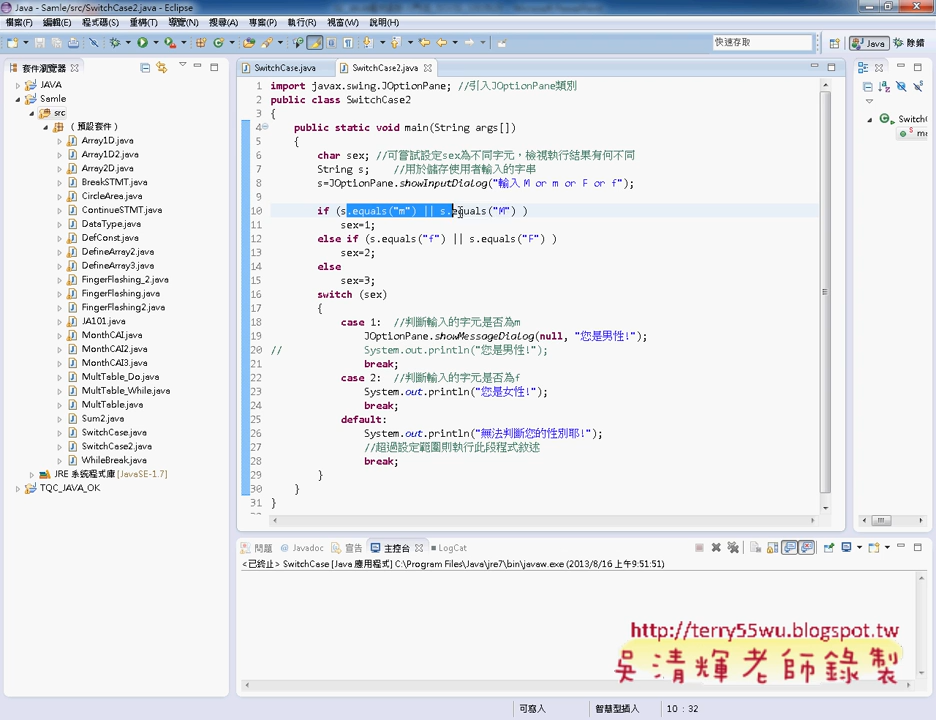 Java - Samle/src/SwitchCase2.java - Eclipse
檔案(F) 編輯(E) 程式碼(S) 重構(T) 導覽(N) 搜尋(A) 專案(P) 執行(R) 視窗(W) 說明(H)
快速存取
Java
除錯
套件瀏覽器
JAVA
Samle
src
(預設套件)
Array1D.java
Array1D2.java
Array2D.java
BreakSTMT.java
CircleArea.java
ContinueSTMT.java
DataType.java
DefConst.java
DefineArray2.java
DefineArray3.java
FingerFlashing_2.java
FingerFlashing.java
FingerFlashing2.java
JA101.java
MonthCAI.java
MonthCAI2.java
MonthCAI3.java
MultTable_Do.java
MultTable_While.java
MultTable.java
Sum2.java
SwitchCase.java
SwitchCase2.java
WhileBreak.java
JRE 系統程式庫 [JavaSE-1.7]
TQC_JAVA_OK
SwitchCase.java SwitchCase2.java
1 import javax.swing.JOptionPane; //引入JOptionPane類別
2 public class SwitchCase2
3 {
4 public static void main(String args[])
5 {
6 char sex; //可嘗試設定sex為不同字元，檢視執行結果有何不同
7 String s; //用於儲存使用者輸入的字串
8 s=JOptionPane.showInputDialog("輸入 M or m or F or f");
9
10 if (s.equals("m") || s.equals("M") )
11 sex=1;
12 else if (s.equals("f") || s.equals("F") )
13 sex=2;
14 else
15 sex=3;
16 switch (sex)
17 {
18 case 1: //判斷輸入的字元是否為m
19 JOptionPane.showMessageDialog(null, "您是男性!");
20 // System.out.println("您是男性!");
21 break;
22 case 2: //判斷輸入的字元是否為f
23 System.out.println("您是女性!");
24 break;
25 default:
26 System.out.println("無法判斷您的性別耶!");
27 //超過設定範圍則執行此段程式敘述
28 break;
29 }
30 }
31 }
SwitchC
ma
問題 Javadoc 宣告 主控台 LogCat
<已終止> SwitchCase [Java 應用程式] C:\Program Files\Java\jre7\bin\javaw.exe (2013/8/16 上午9:51:51)
http://terry55wu.blogspot.tw
吳清輝老師錄製
可寫入 智慧型插入 10 : 32